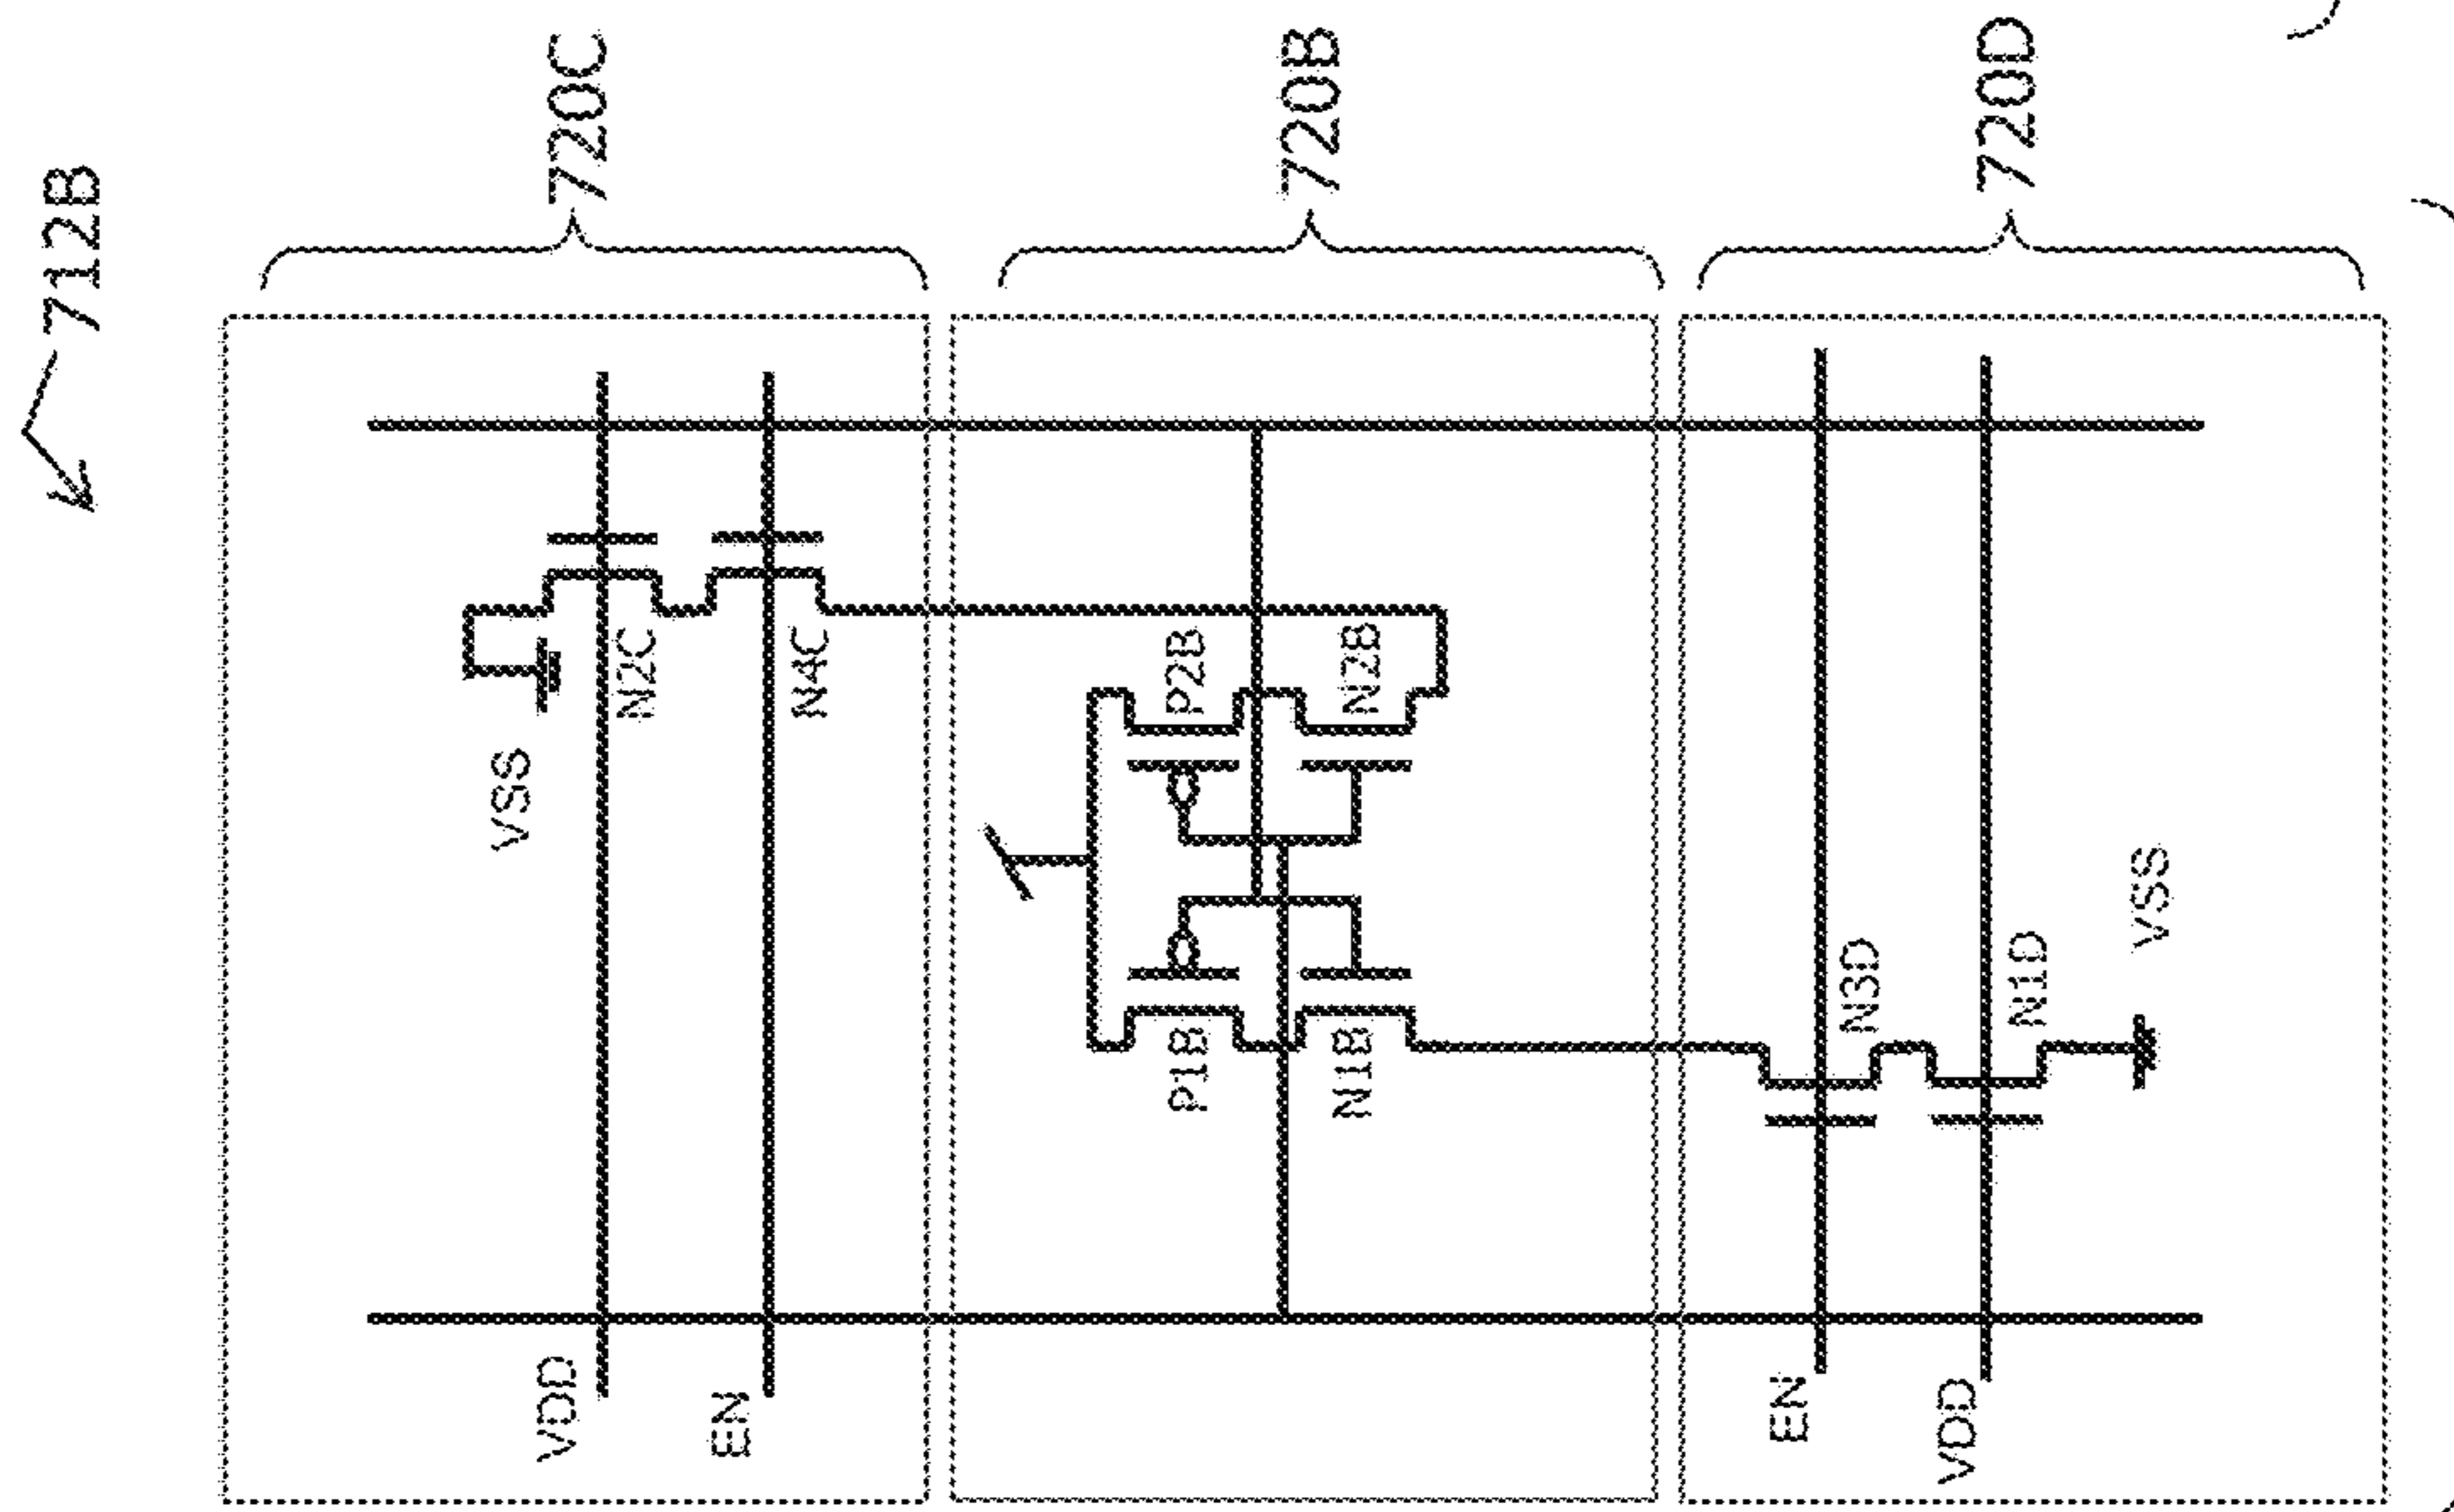 712B
720C
720B
720D
VSS
N2C
N4C
P2B
N2B
P1B
N1B
N3D
N1D
VSS
VDD
EN
EN
VDD